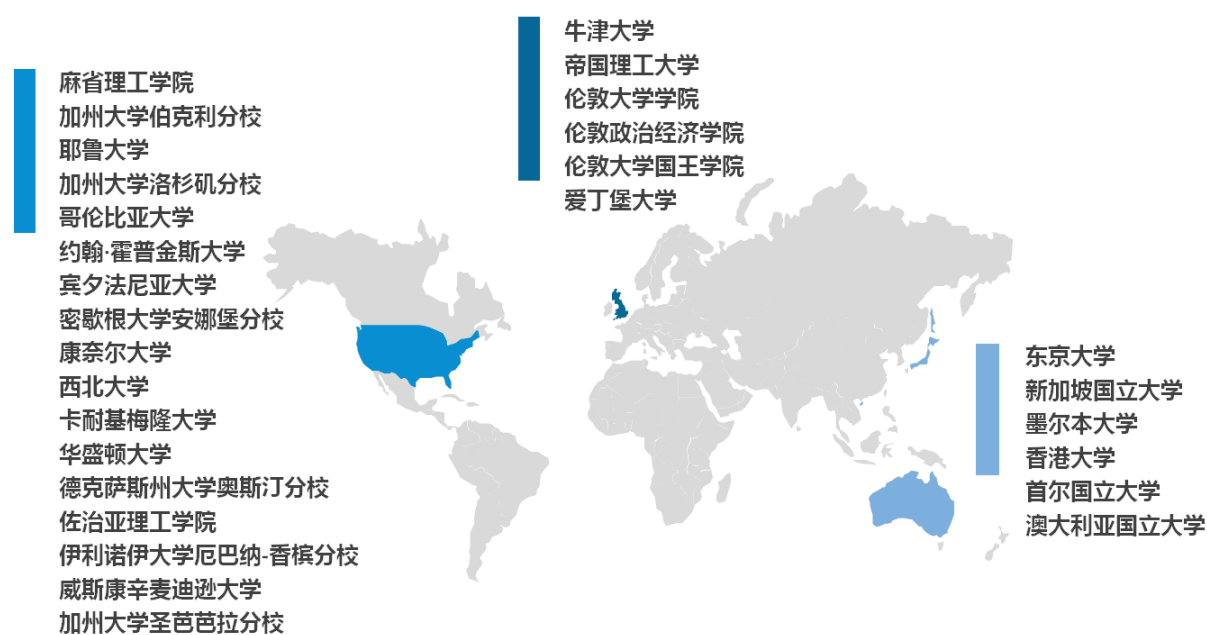 麻省理工学院
加州大学伯克利分校
耶鲁大学
加州大学洛杉矶分校
哥伦比亚大学
约翰·霍普金斯大学
宾夕法尼亚大学
密歇根大学安娜堡分校
康奈尔大学
西北大学
卡耐基梅隆大学
华盛顿大学
德克萨斯州大学奥斯汀分校
佐治亚理工学院
伊利诺伊大学厄巴纳-香槟分校
威斯康辛麦迪逊大学
加州大学圣芭芭拉分校
牛津大学
帝国理工大学
伦敦大学学院
伦敦政治经济学院
伦敦大学国王学院
爱丁堡大学
东京大学
新加坡国立大学
墨尔本大学
香港大学
首尔国立大学
澳大利亚国立大学